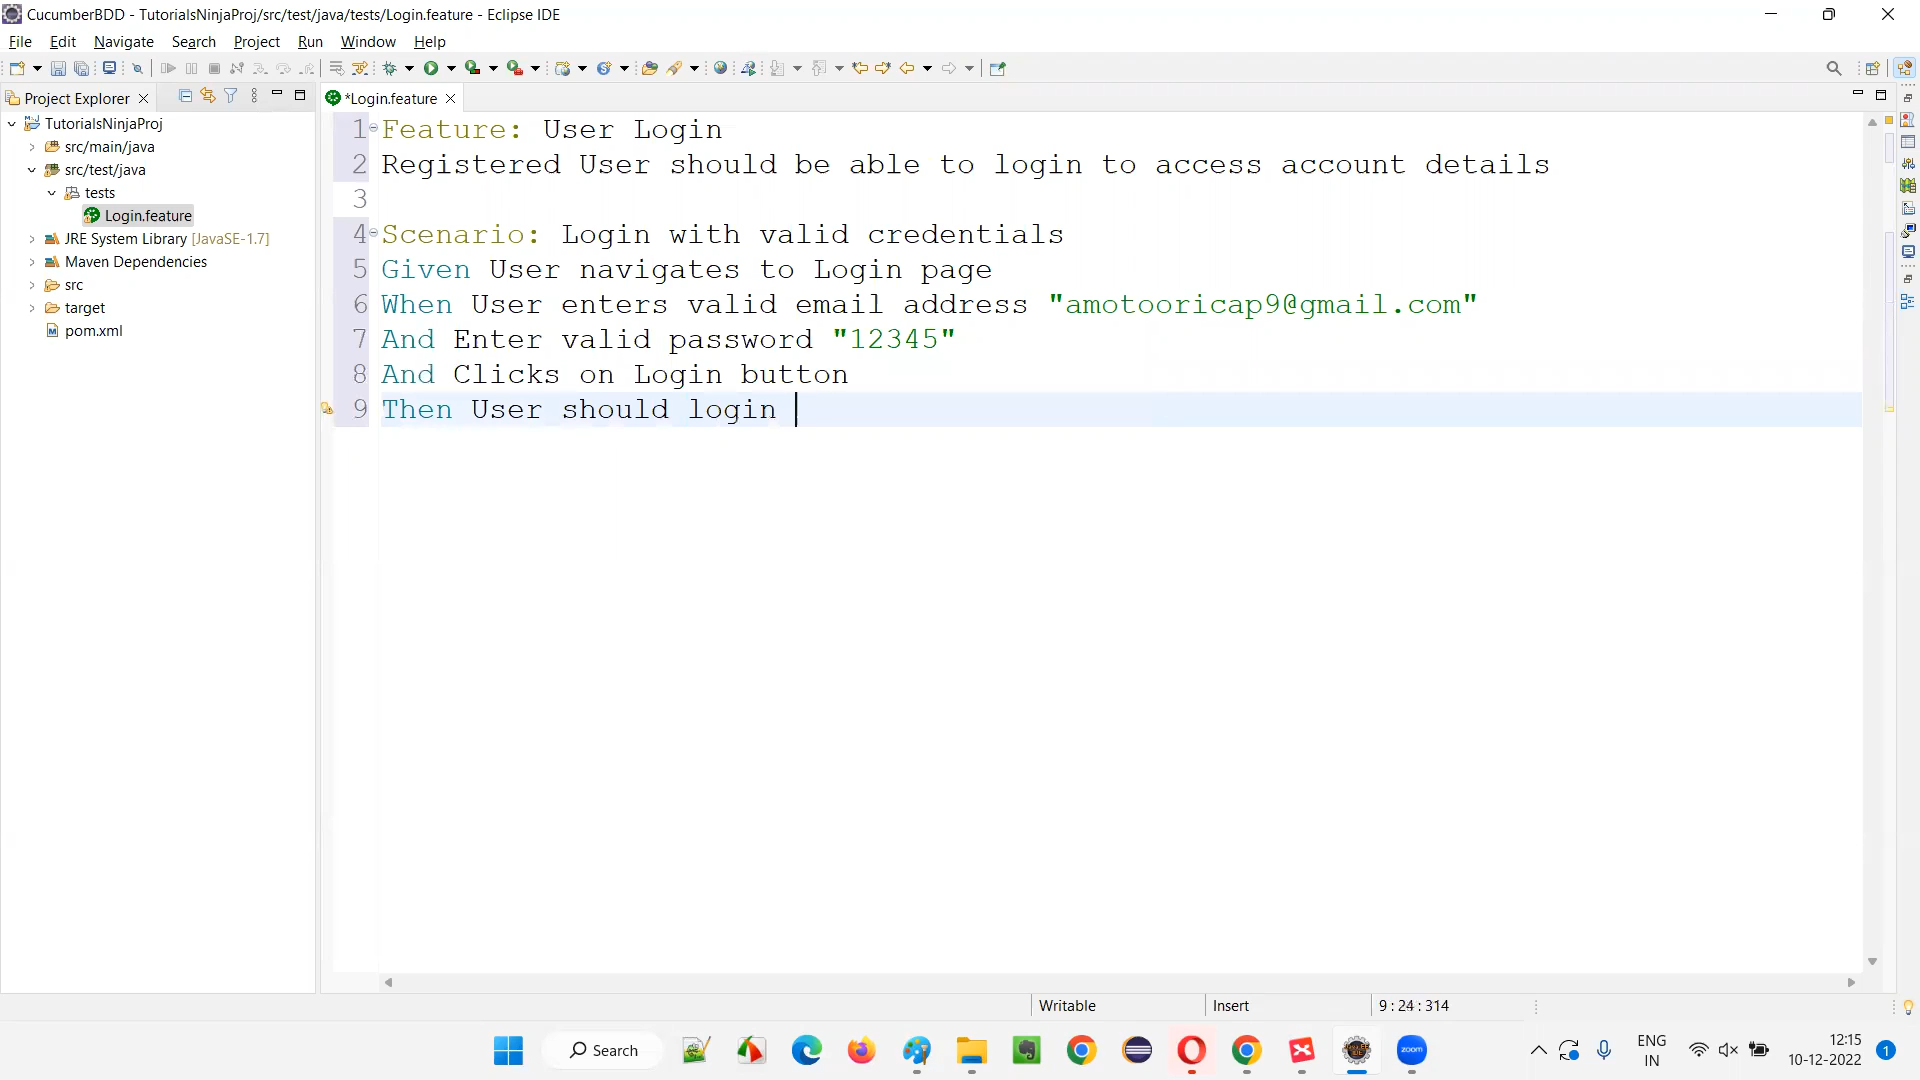 CucumberBDD - TutorialsNinjaProj/src/test/java/tests/Login.feature - Eclipse IDE
File Edit Navigate Search Project Run Window Help
Project Explorer
*Login.feature
TutorialsNinjaProj
src/main/java
src/test/java
tests
Login.feature
JRE System Library [JavaSE-1.7]
Maven Dependencies
src
target
pom.xml
1 Feature: User Login
2 Registered User should be able to login to access account details
3
4 Scenario: Login with valid credentials
5 Given User navigates to Login page
6 When User enters valid email address "amotooricap9@gmail.com"
7 And Enter valid password "12345"
8 And Clicks on Login button
9 Then User should login
Writable Insert 9 : 24 : 314
Search
zoom
ENG
IN
12:15
10-12-2022
1